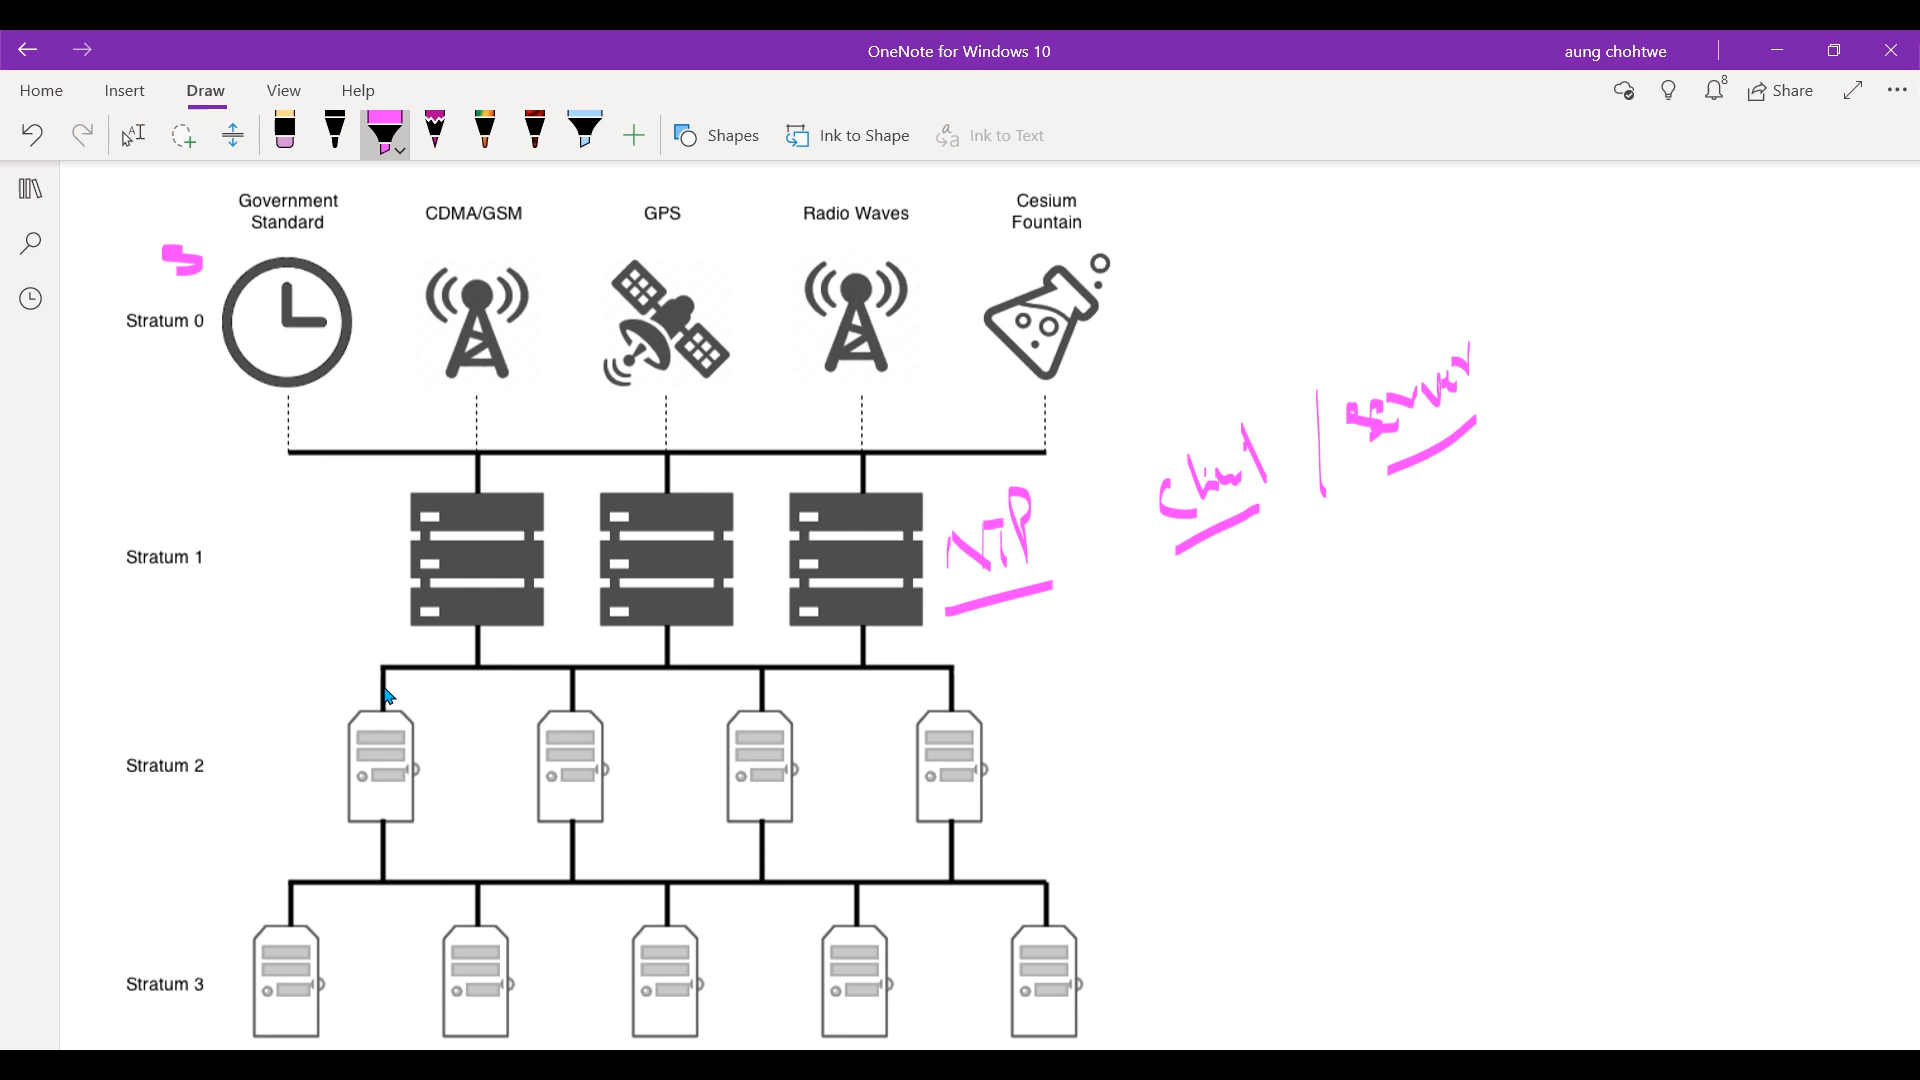 OneNote for Windows 10
aung chohtwe
Home Insert Draw View Help
8
Share
Shapes
Ink to Shape
Ink to Text
Government
Standard
CDMA/GSM
GPS
Radio Waves
Cesium
Fountain
Stratum 0
Client | Server
Stratum 1
NTP
Stratum 2
Stratum 3